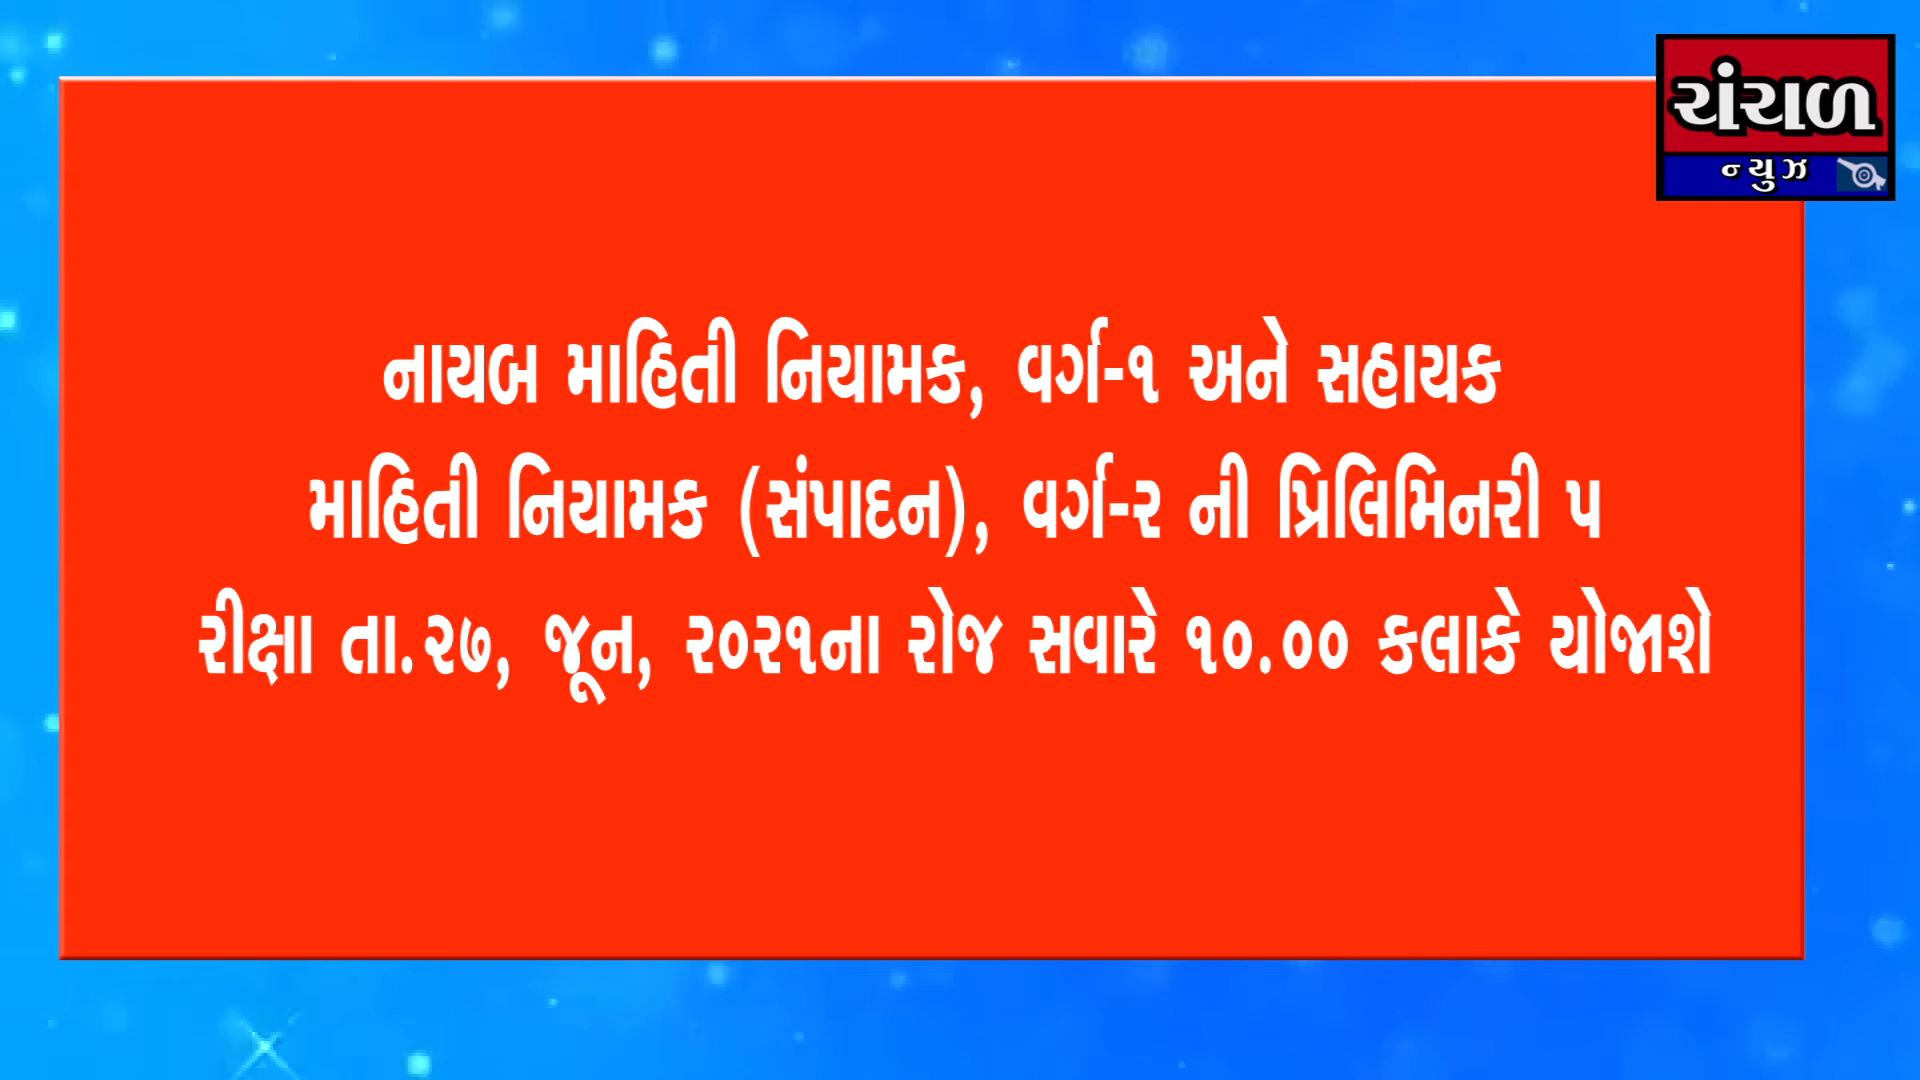 ચંચળ
ન્યુઝ
નાયબ માહિતી નિયામક, વર્ગ-૧ અને સહાયક
માહિતી નિયામક (સંપાદન), વર્ગ-૨ ની પ્રિલિમિનરી પ
રીક્ષા તા.૨૭, જૂન, ૨૦૨૧ના રોજ સવારે ૧૦.૦૦ કલાકે યોજાશે